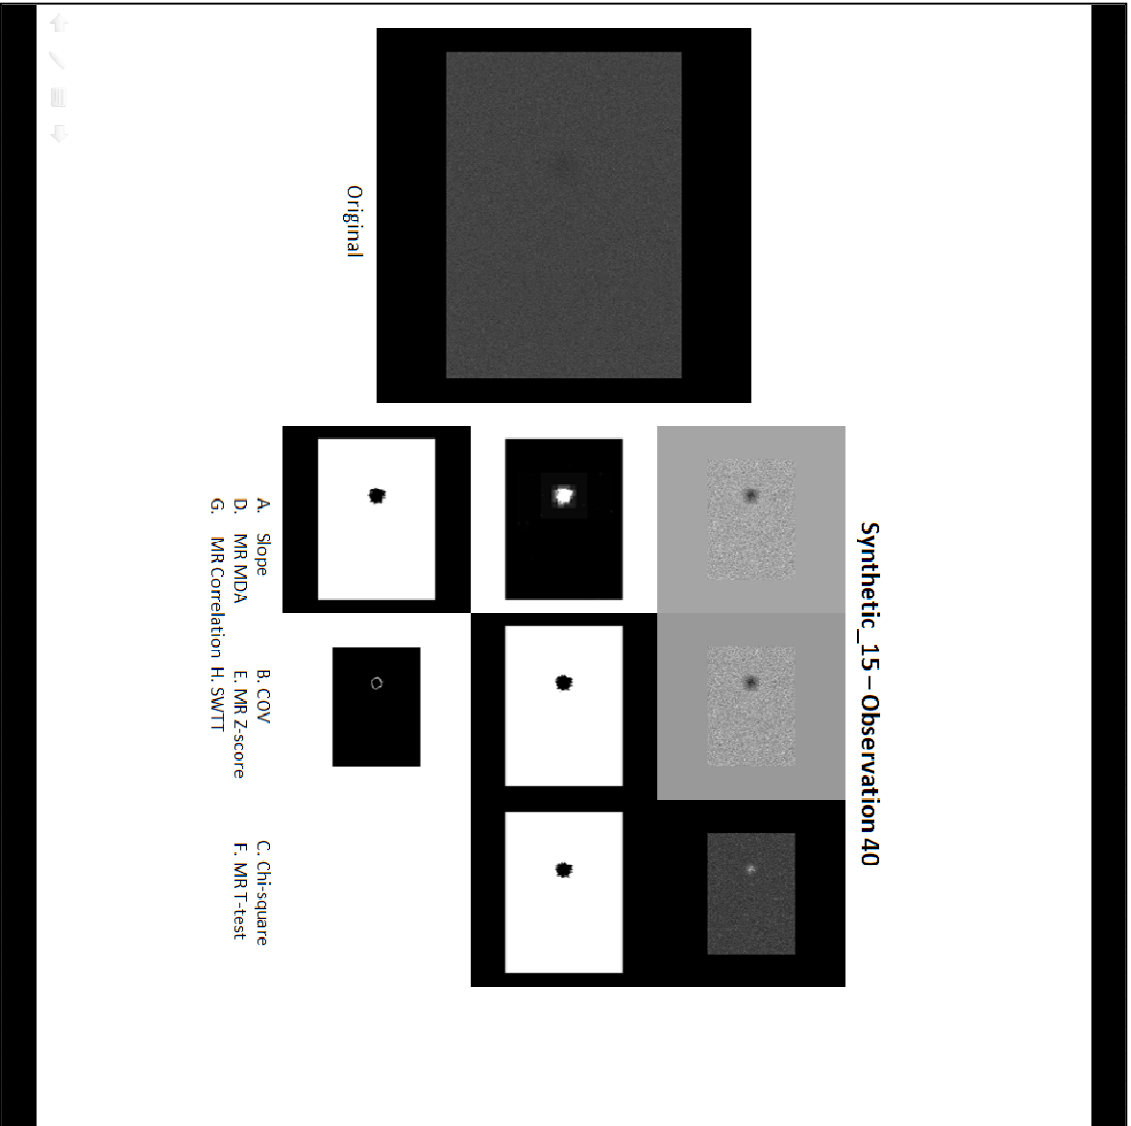 Synthetic_15 – Observation 40
Original
A. Slope B. COV C. Chi-square
D. MR MDA E. MR Z-score F. MR T-test
G. MR Correlation H. SWTT